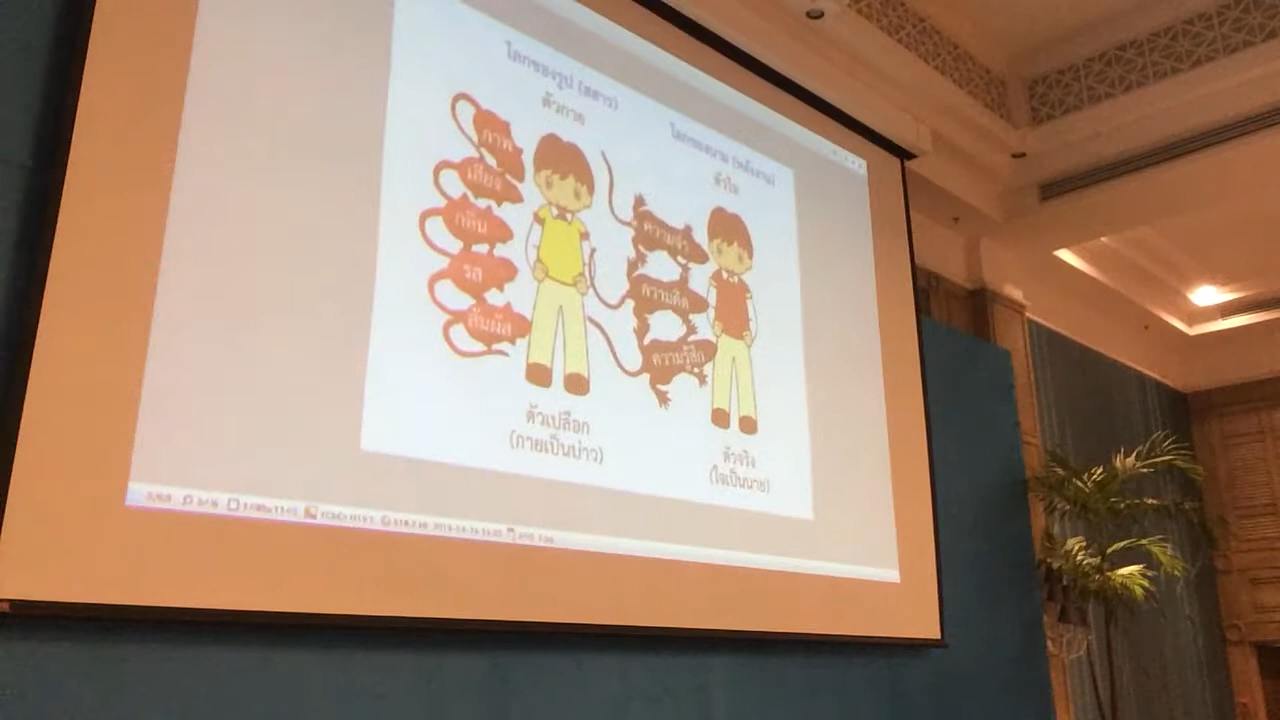 โลกของรูป (สสาร)
ตัวกาย
ภาพ
เสียง
กลิ่น
รส
สัมผัส
ตัวเปลือก
(กายเป็นบ่าว)
โลกของนาม (พลังงาน)
ตัวใจ
ความจำ
ความคิด
ความรู้สึก
ตัวจริง
(ใจเป็นนาย)